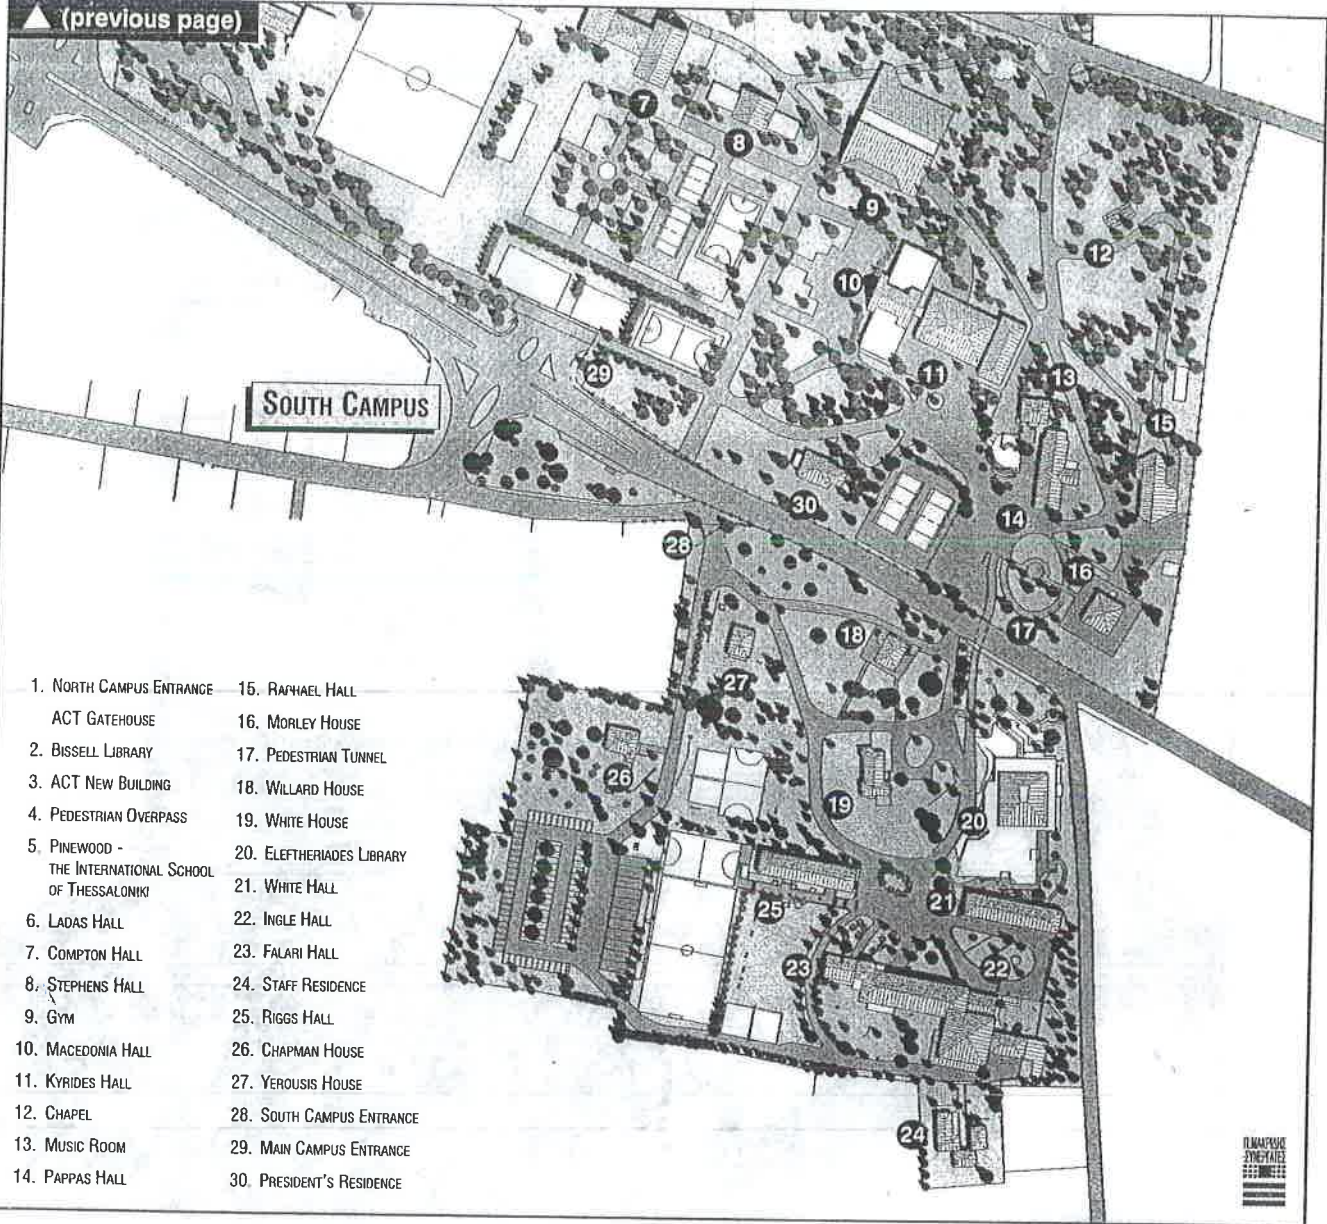 ▲ (previous page)
7
8
9
12
10
11
13
29
SOUTH CAMPUS
15
30
14
28
16
17
18
27
26
19
20
21
25
22
23
24
1. NORTH CAMPUS ENTRANCE
ACT GATEHOUSE
2. BISSELL LIBRARY
3. ACT NEW BUILDING
4. PEDESTRIAN OVERPASS
5. PINEWOOD -
THE INTERNATIONAL SCHOOL
OF THESSALONIKI
6. LADAS HALL
7. COMPTON HALL
8. STEPHENS HALL
9. GYM
10. MACEDONIA HALL
11. KYRIDES HALL
12. CHAPEL
13. MUSIC ROOM
14. PAPPAS HALL
15. RAPHAEL HALL
16. MORLEY HOUSE
17. PEDESTRIAN TUNNEL
18. WILLARD HOUSE
19. WHITE HOUSE
20. ELEFTHERIADES LIBRARY
21. WHITE HALL
22. INGLE HALL
23. FALARI HALL
24. STAFF RESIDENCE
25. RIGGS HALL
26. CHAPMAN HOUSE
27. YEROUSIS HOUSE
28. SOUTH CAMPUS ENTRANCE
29. MAIN CAMPUS ENTRANCE
30. PRESIDENT'S RESIDENCE
Π.ΜΑΚΡΙΔΗΣ
ΣΥΝΕΡΓΑΤΕΣ